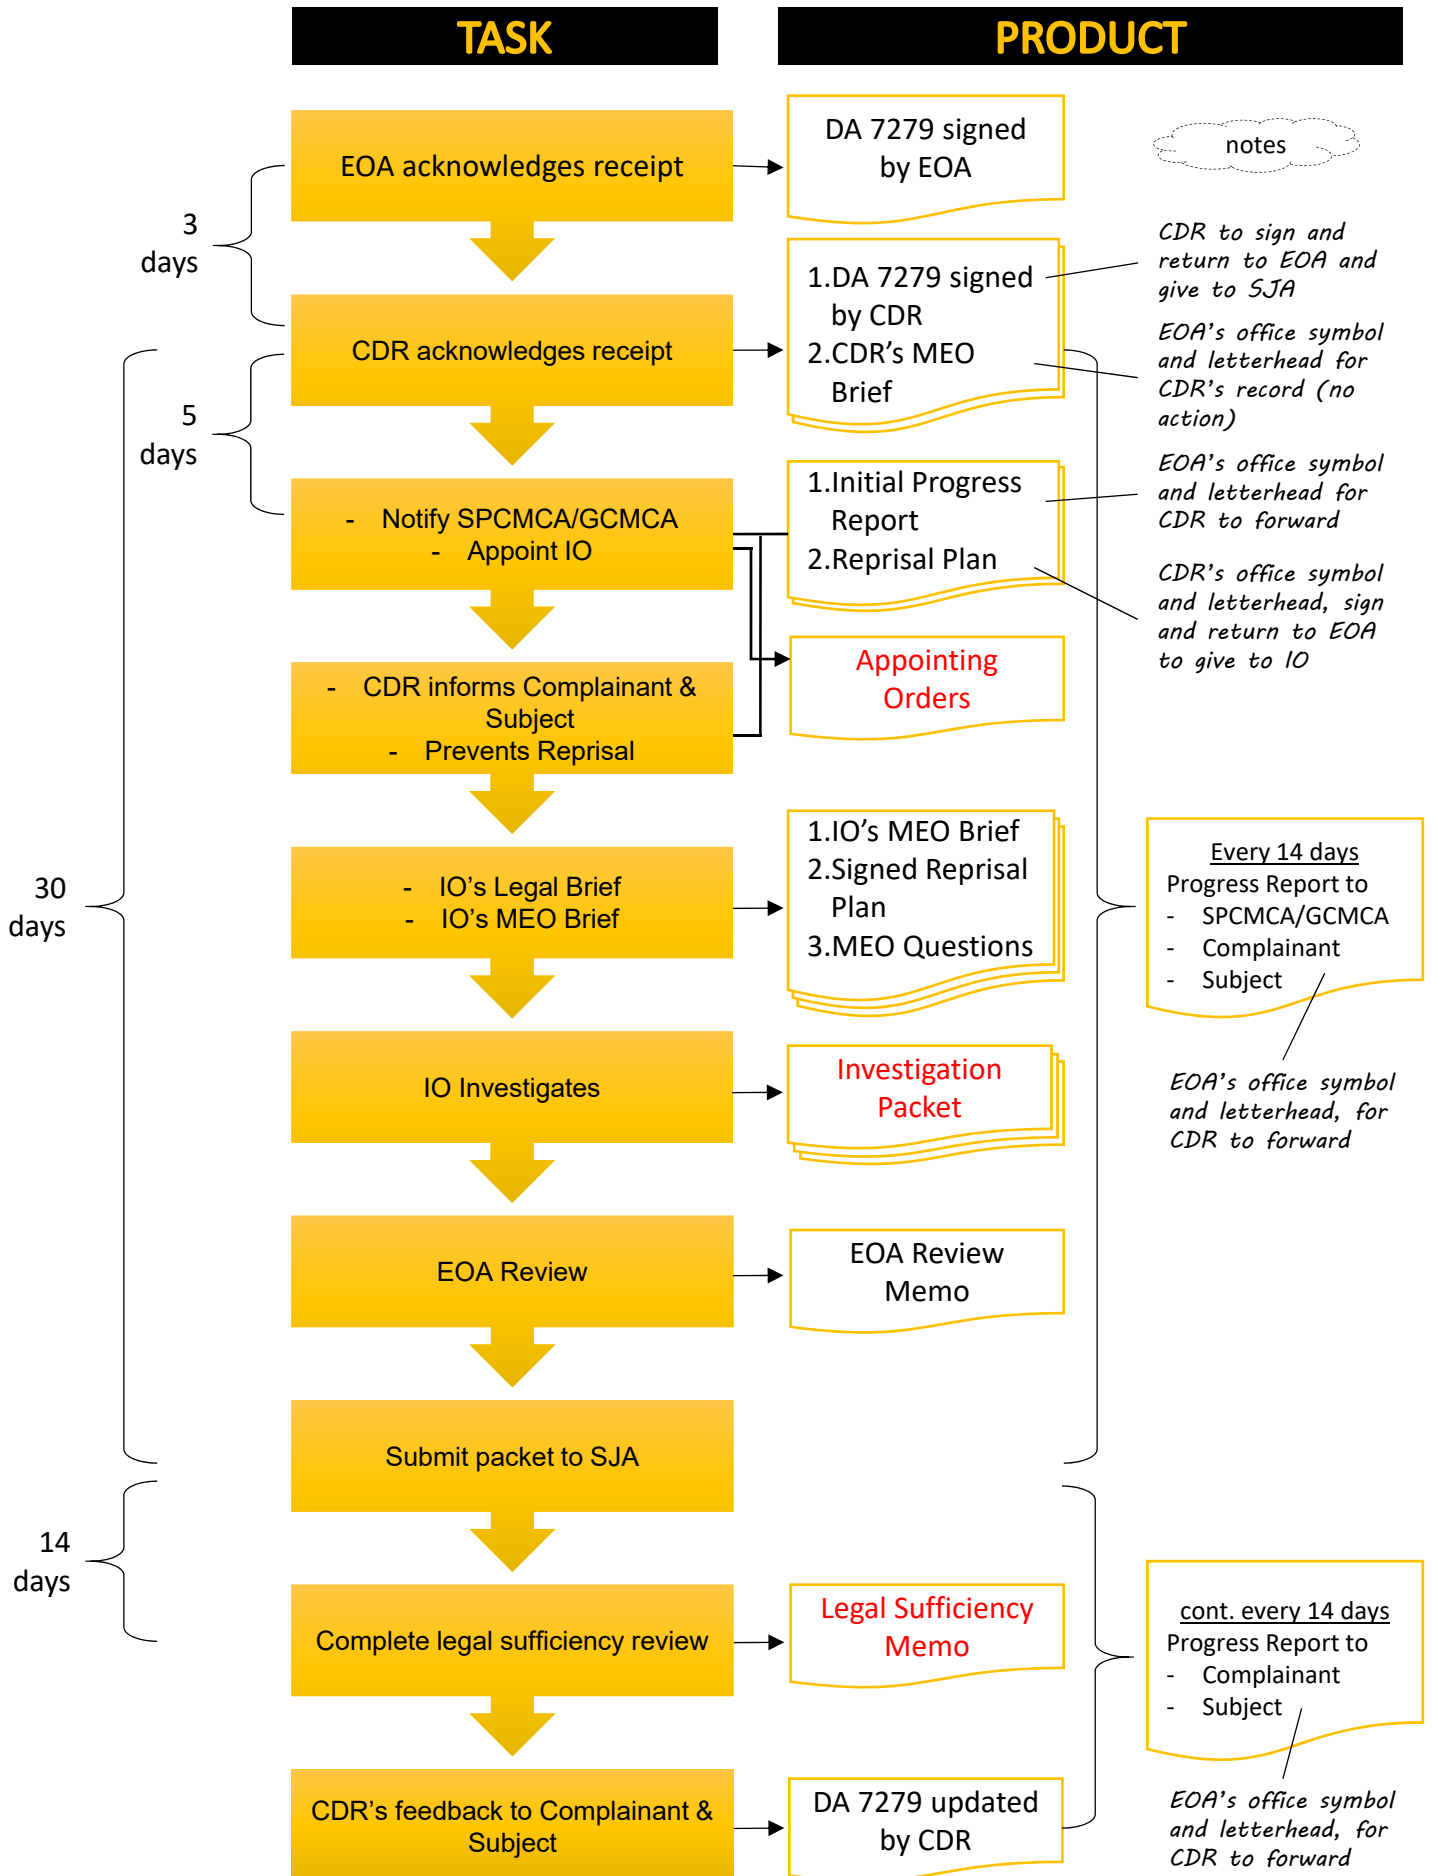 TASK
PRODUCT
EOA acknowledges receipt
DA 7279 signed
by EOA
notes
3
days
CDR to sign and
return to EOA and
give to SJA
CDR acknowledges receipt
1.DA 7279 signed
by CDR
2.CDR's MEO
Brief
EOA's office symbol
and letterhead for
CDR's record (no
action)
5
days
- Notify SPCMCA/GCMCA
- Appoint IO
1.Initial Progress
Report
2.Reprisal Plan
EOA's office symbol
and letterhead for
CDR to forward
CDR's office symbol
and letterhead, sign
and return to EOA
to give to IO
Appointing
Orders
- CDR informs Complainant &
Subject
- Prevents Reprisal
30
days
- IO's Legal Brief
- IO's MEO Brief
1.IO's MEO Brief
2.Signed Reprisal
Plan
3.MEO Questions
Every 14 days
Progress Report to
- SPCMCA/GCMCA
- Complainant
- Subject
EOA's office symbol
and letterhead, for
CDR to forward
IO Investigates
Investigation
Packet
EOA Review
EOA Review
Memo
Submit packet to SJA
14
days
Complete legal sufficiency review
Legal Sufficiency
Memo
cont. every 14 days
Progress Report to
- Complainant
- Subject
EOA's office symbol
and letterhead, for
CDR to forward
CDR's feedback to Complainant &
Subject
DA 7279 updated
by CDR